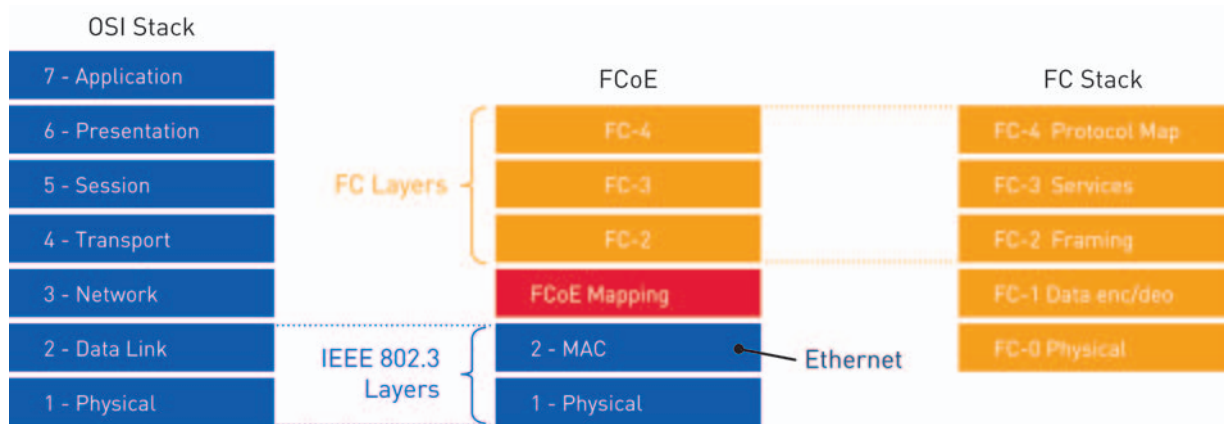 OSI Stack
7 - Application
6 - Presentation
5 - Session
4 - Transport
3 - Network
2 - Data Link
1 - Physical
IEEE 802.3
Layers
FC Layers
FCoE
FC-4
FC-3
FC-2
FCoE Mapping
2 - MAC
1 - Physical
Ethernet
FC Stack
FC-4 Protocol Map
FC-3 Services
FC-2 Framing
FC-1 Data enc/deo
FC-0 Physical